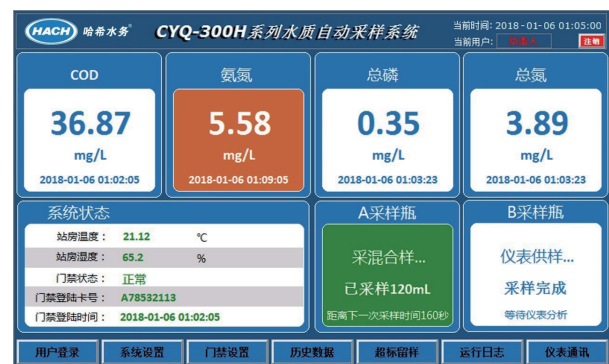 HACH 哈希水务® CYQ-300H系列水质自动采样系统
当前时间: 2018-01-06 01:05:00
当前用户:
注销
COD
36.87
mg/L
2018-01-06 01:02:05
氨氮
5.58
mg/L
2018-01-06 01:09:05
总磷
0.35
mg/L
2018-01-06 01:03:23
总氮
3.89
mg/L
2018-01-06 01:03:23
系统状态
站房温度： 21.12 ℃
站房湿度： 65.2 %
门禁状态： 正常
门禁登陆卡号： A78532113
门禁登陆时间： 2018-01-06 01:02:05
A采样瓶
采混合样...
已采样120mL
距离下一次采样时间160秒
B采样瓶
仪表供样...
采样完成
等待仪表分析
用户登录 系统设置 门禁设置 历史数据 超标留样 运行日志 仪表通讯